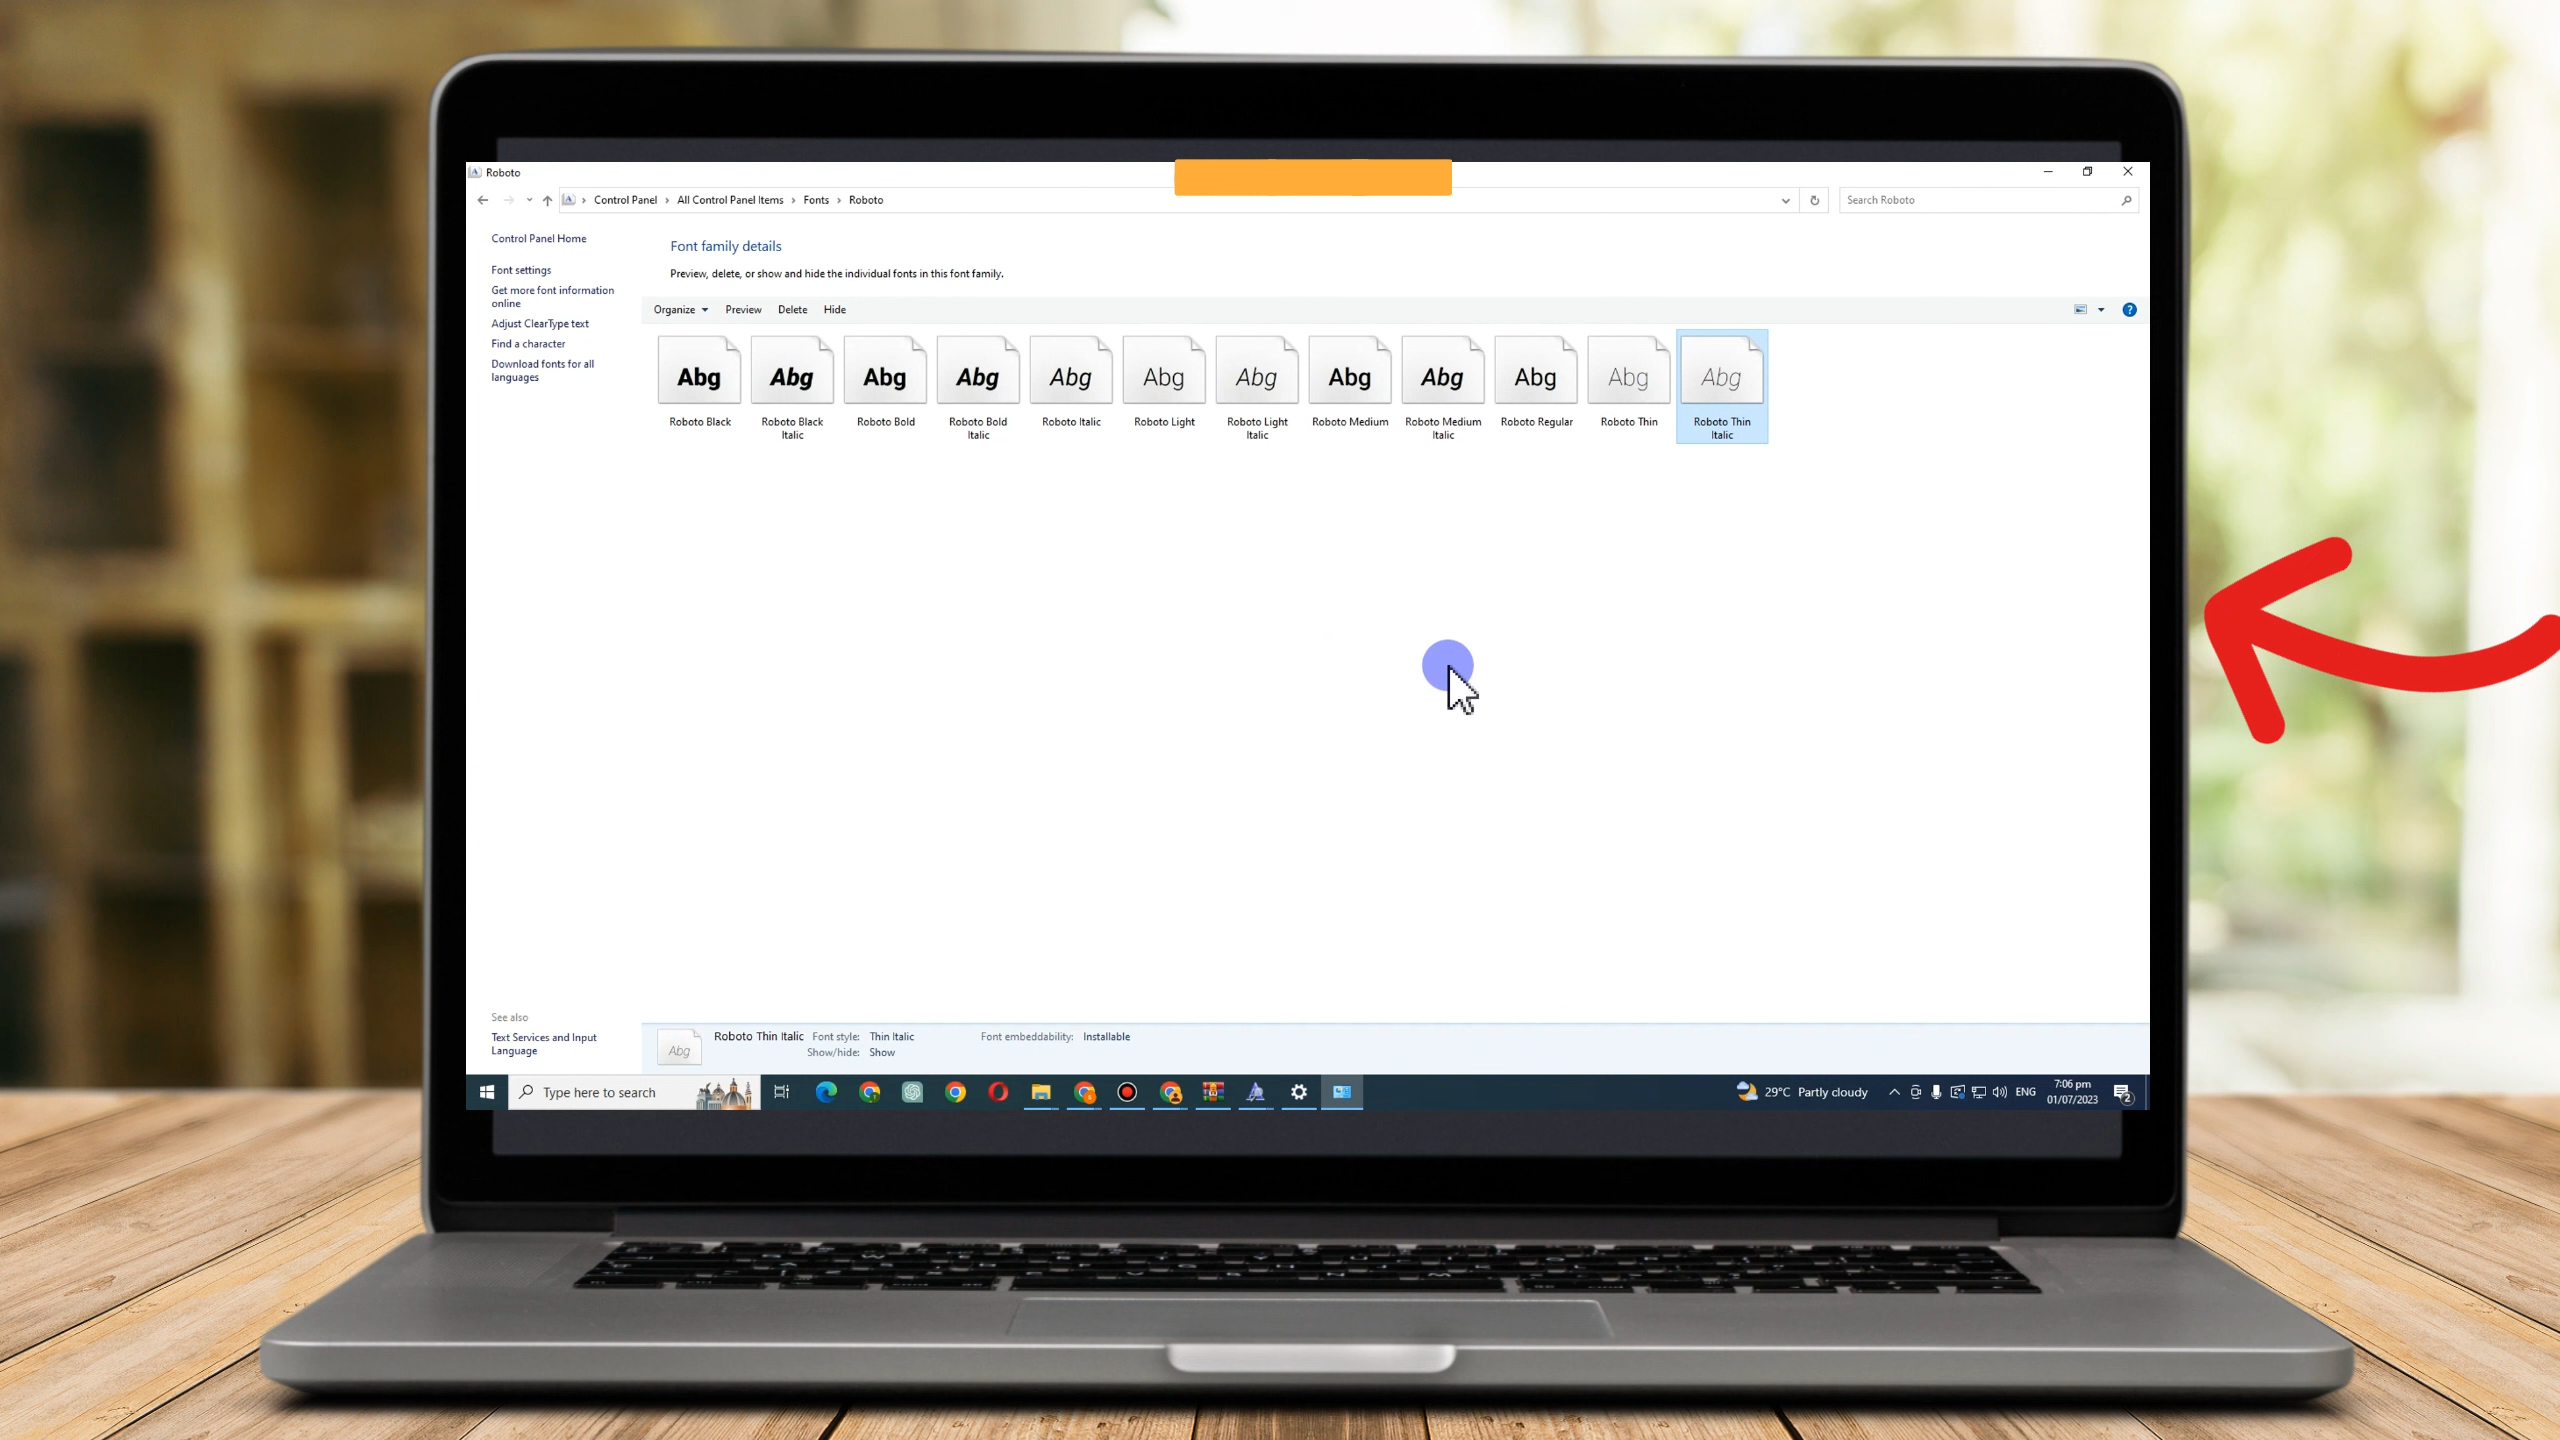 Roboto
Control Panel › All Control Panel Items › Fonts › Roboto
Search Roboto
Control Panel Home
Font settings
Get more font information
online
Adjust ClearType text
Find a character
Download fonts for all
languages
Font family details
Preview, delete, or show and hide the individual fonts in this font family.
Organize Preview Delete Hide
?
Abg Abg Abg Abg Abg Abg Abg Abg Abg Abg Abg Abg
Roboto Black
Roboto Black
Italic
Roboto Bold
Roboto Bold
Italic
Roboto Italic
Roboto Light
Roboto Light
Italic
Roboto Medium
Roboto Medium
Italic
Roboto Regular
Roboto Thin
Roboto Thin
Italic
See also
Text Services and Input
Language
Abg
Roboto Thin Italic Font style: Thin Italic Font embeddability: Installable
Show/hide: Show
Type here to search
29°C Partly cloudy
ENG
7:06 pm
01/07/2023
2